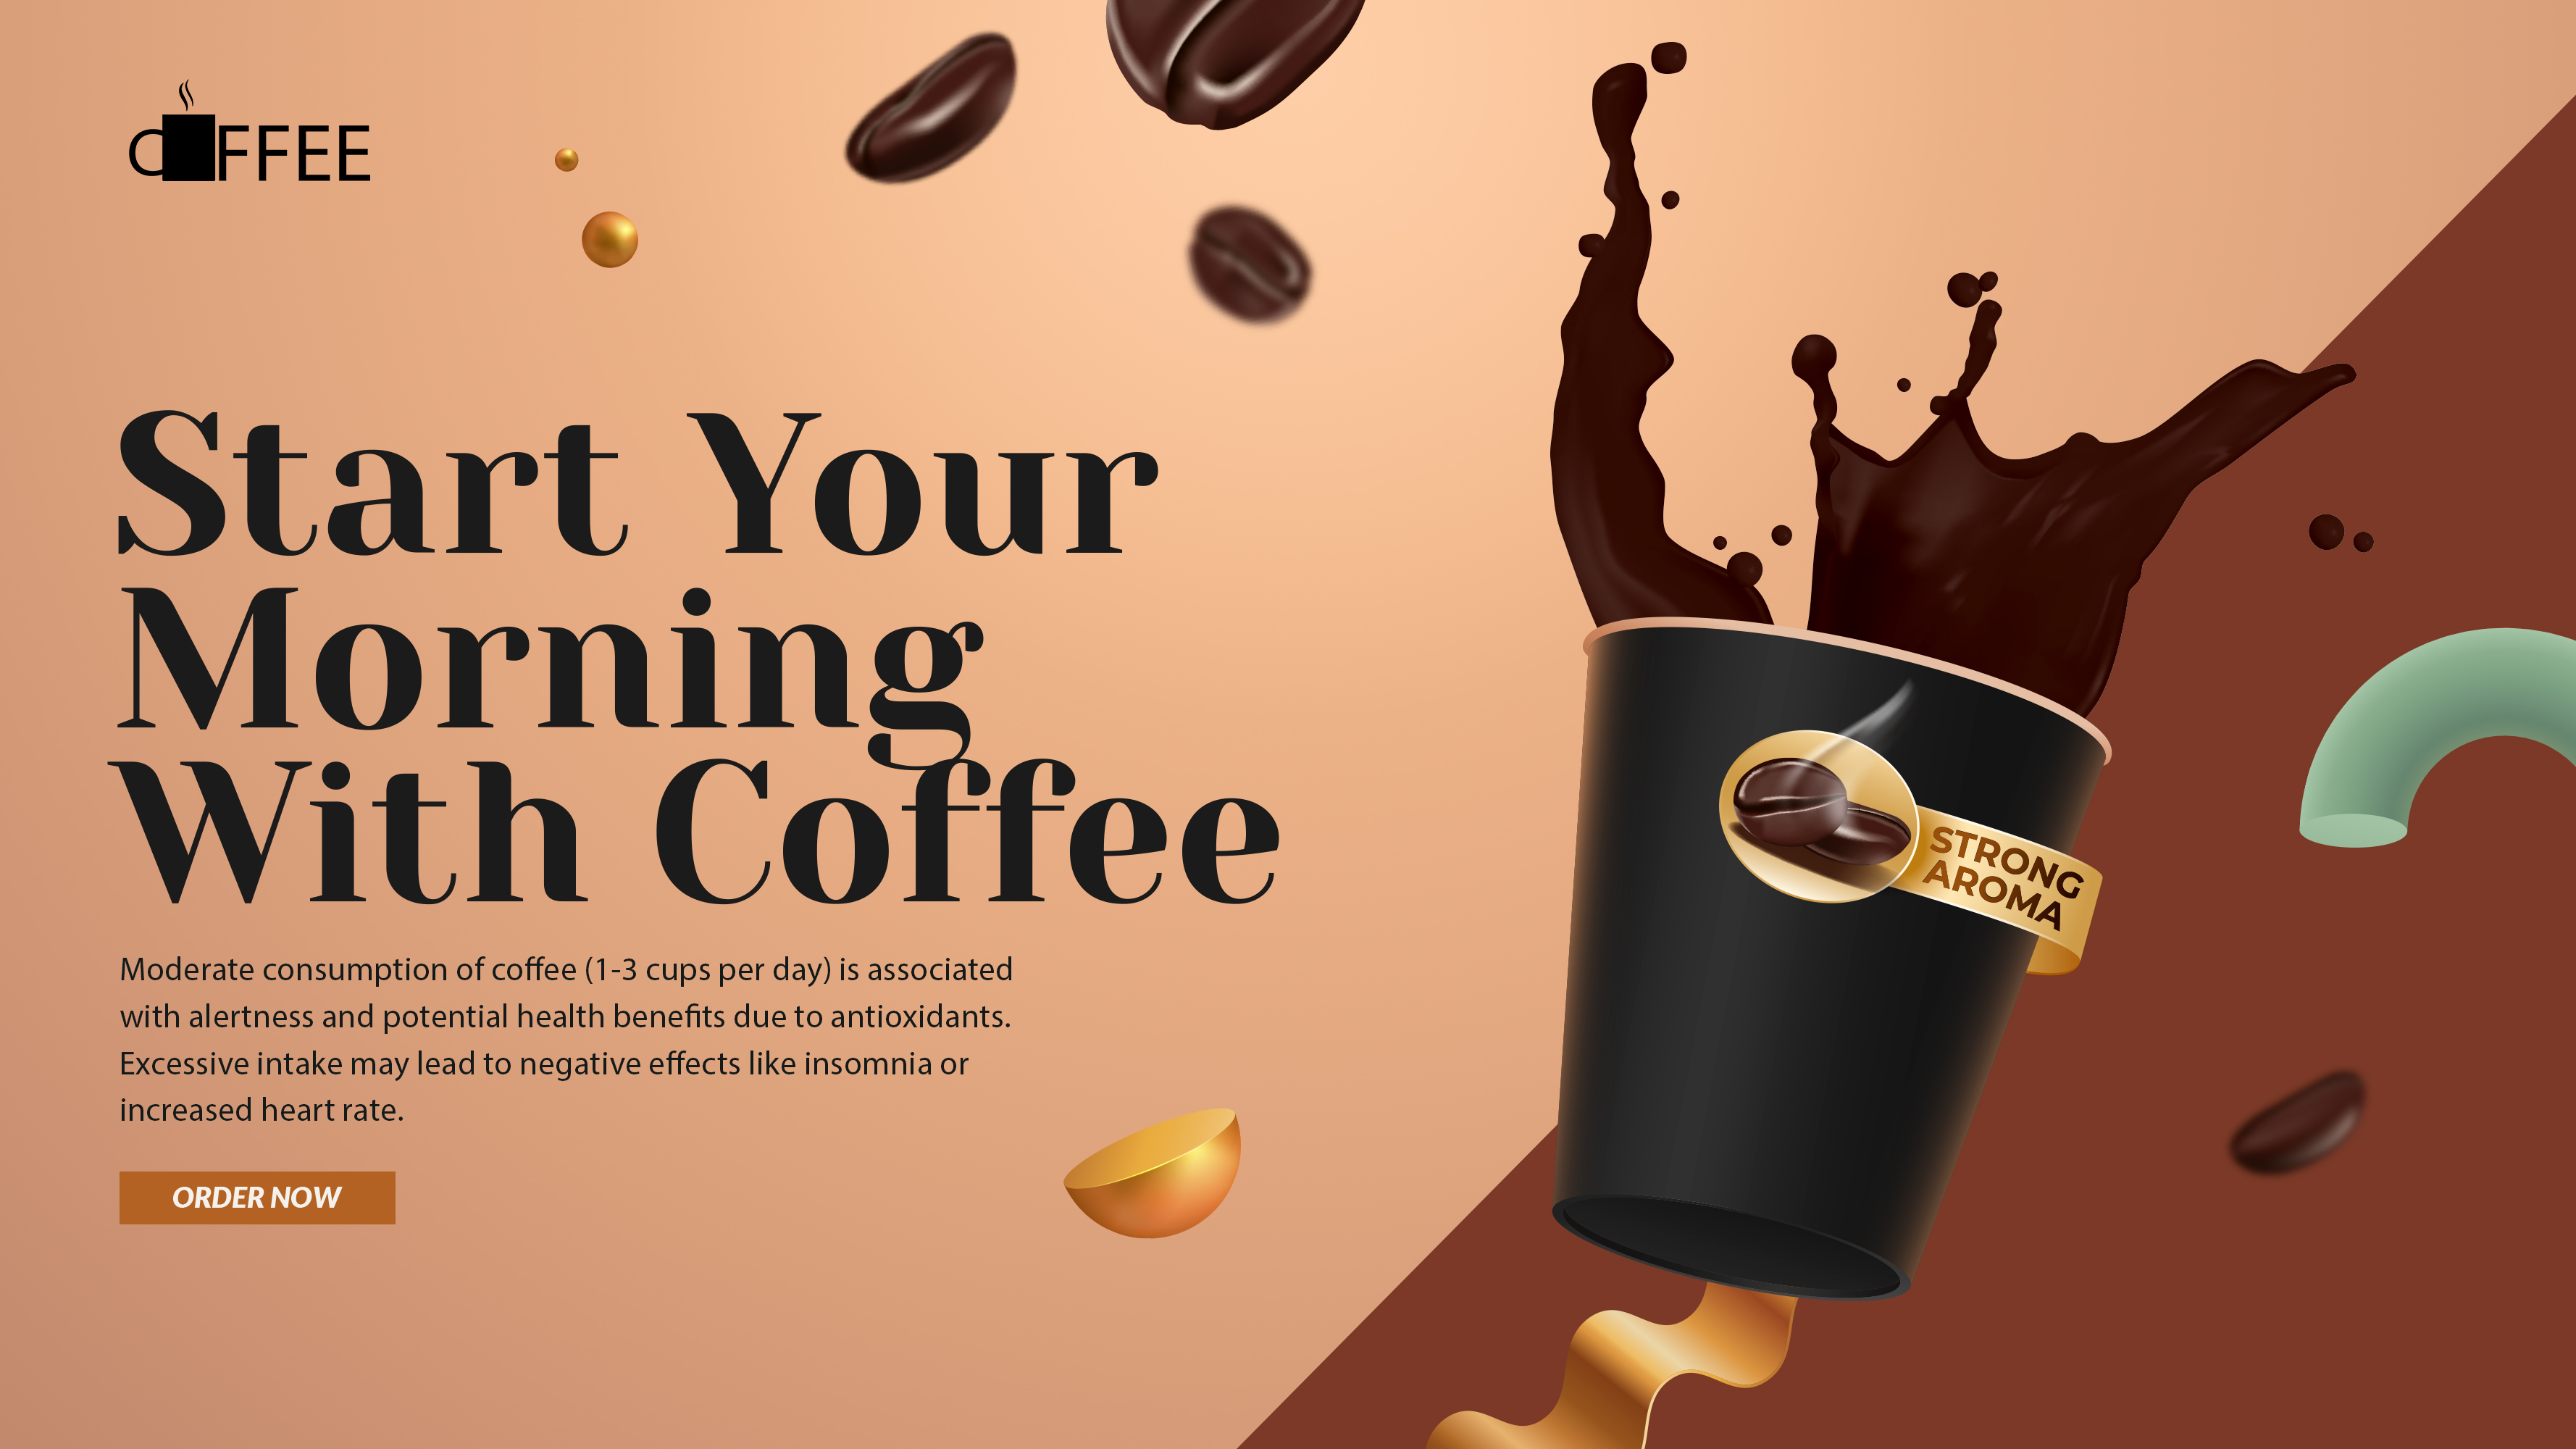 COFFEE
Start Your
Morning
With Coffee
Moderate consumption of coffee (1-3 cups per day) is associated
with alertness and potential health benefits due to antioxidants.
Excessive intake may lead to negative effects like insomnia or
increased heart rate.
ORDER NOW
STRONG
AROMA